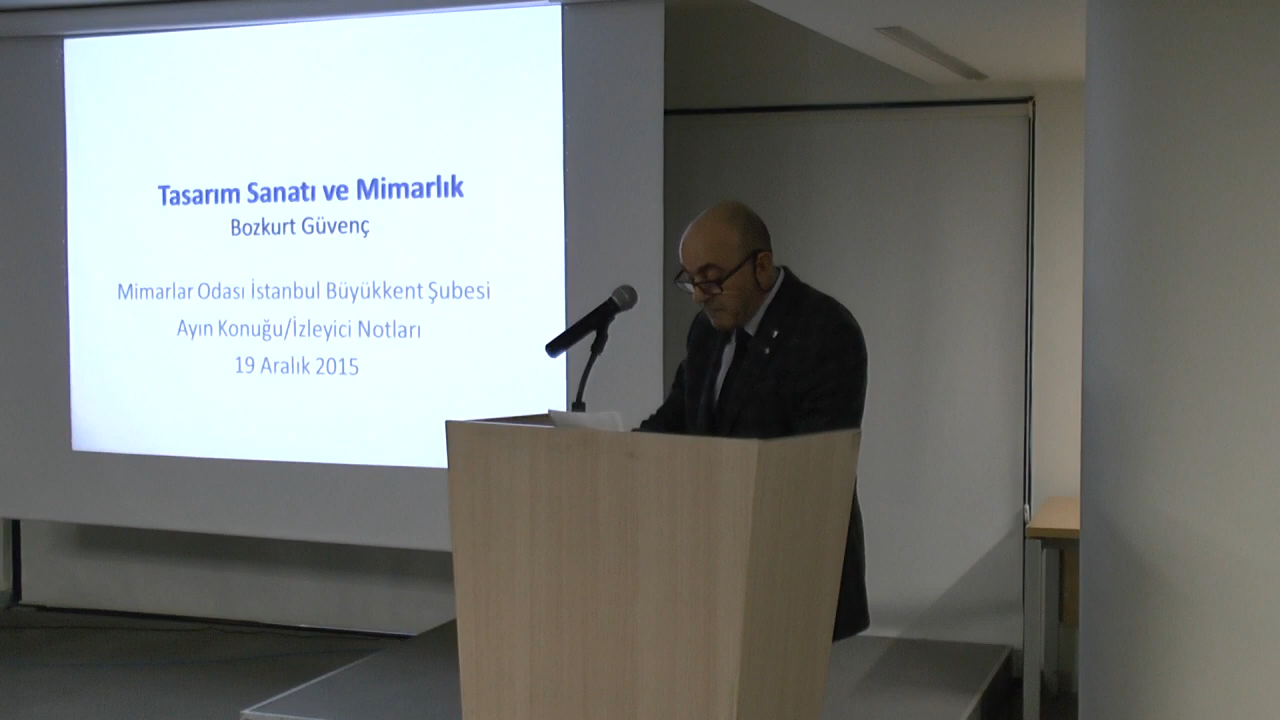 Tasarım Sanatı ve Mimarlık
Bozkurt Güvenç
Mimarlar Odası İstanbul Büyükkent Şubesi
Ayın Konuğu/İzleyici Notları
19 Aralık 2015